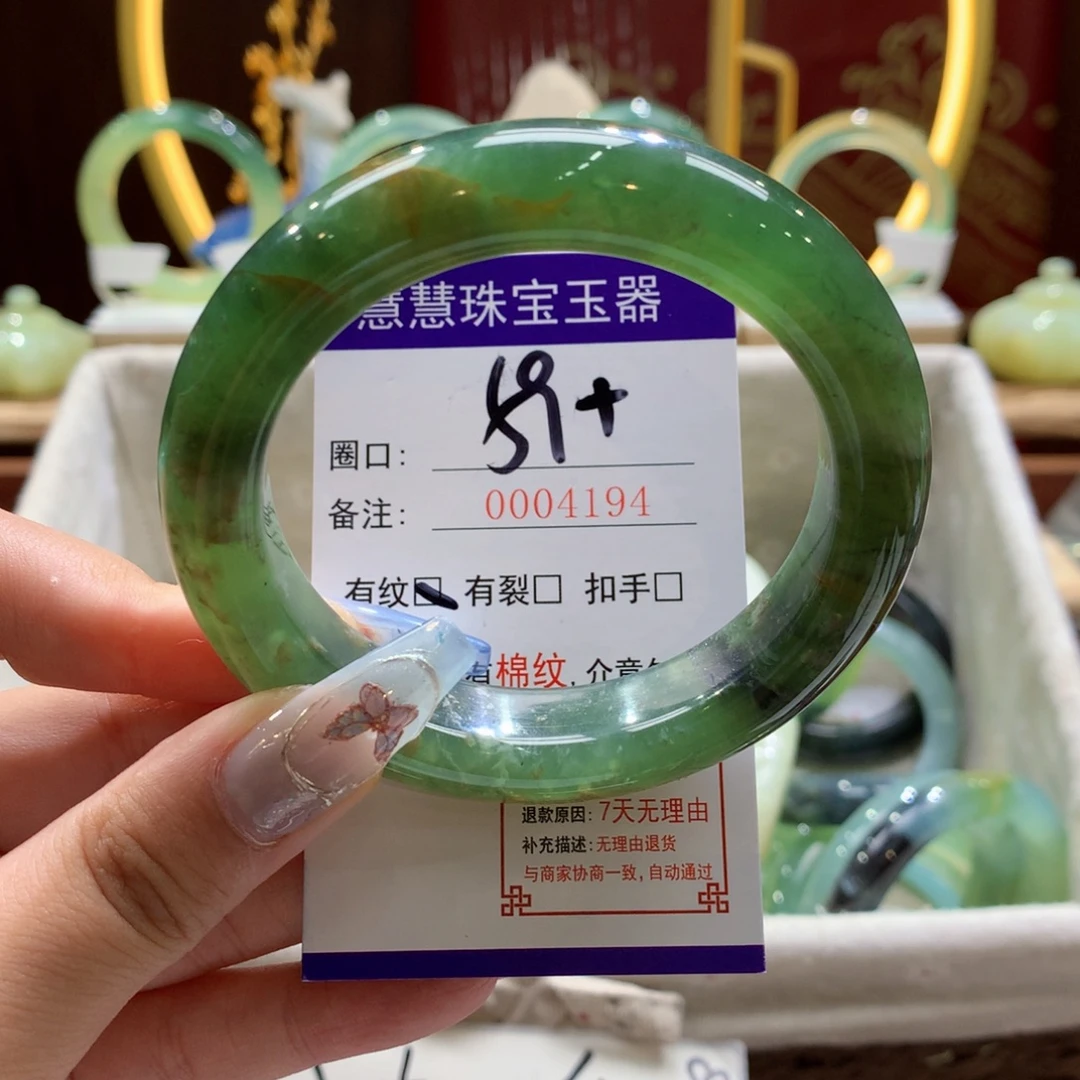 慧慧珠宝玉器
圈口: 59+
备注: 0004194
有纹☑ 有裂□ 扣手□
棉纹, 介意
退款原因: 7天无理由
补充描述: 无理由退货
与商家协商一致, 自动通过